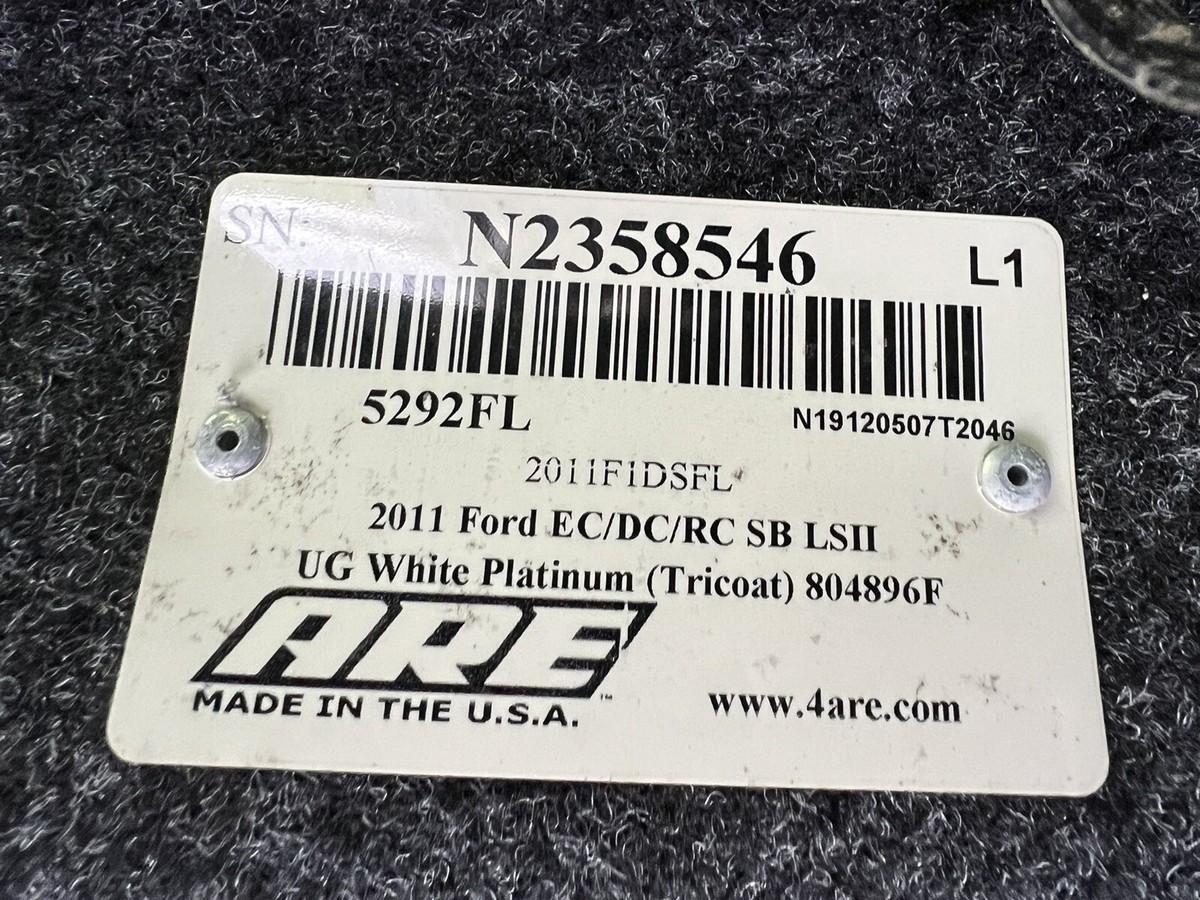 SN: N2358546 L1
5292FL N19120507T2046
2011F1DSFL
2011 Ford EC/DC/RC SB LSII
UG White Platinum (Tricoat) 804896F
ARE™
MADE IN THE U.S.A. www.4are.com